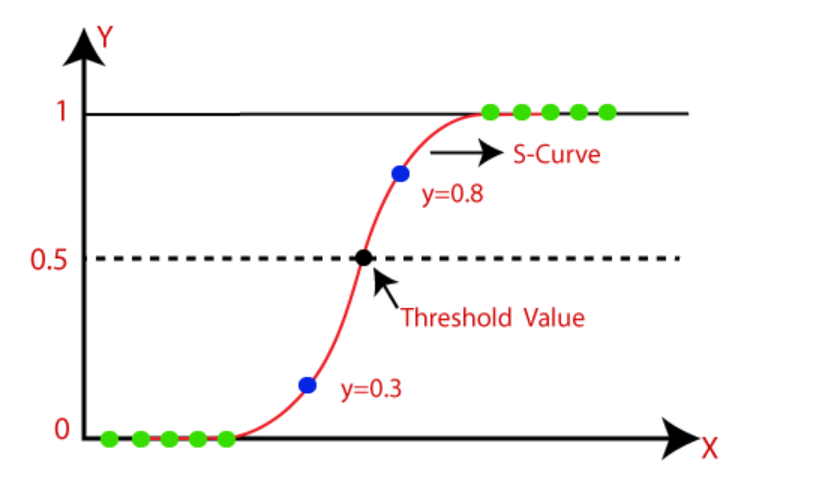 Y
1
S-Curve
y=0.8
0.5
Threshold Value
y=0.3
0
X